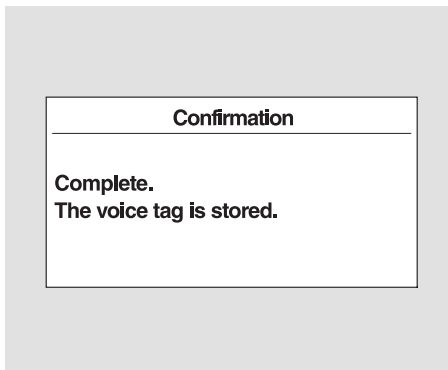 Confirmation
Complete.
The voice tag is stored.